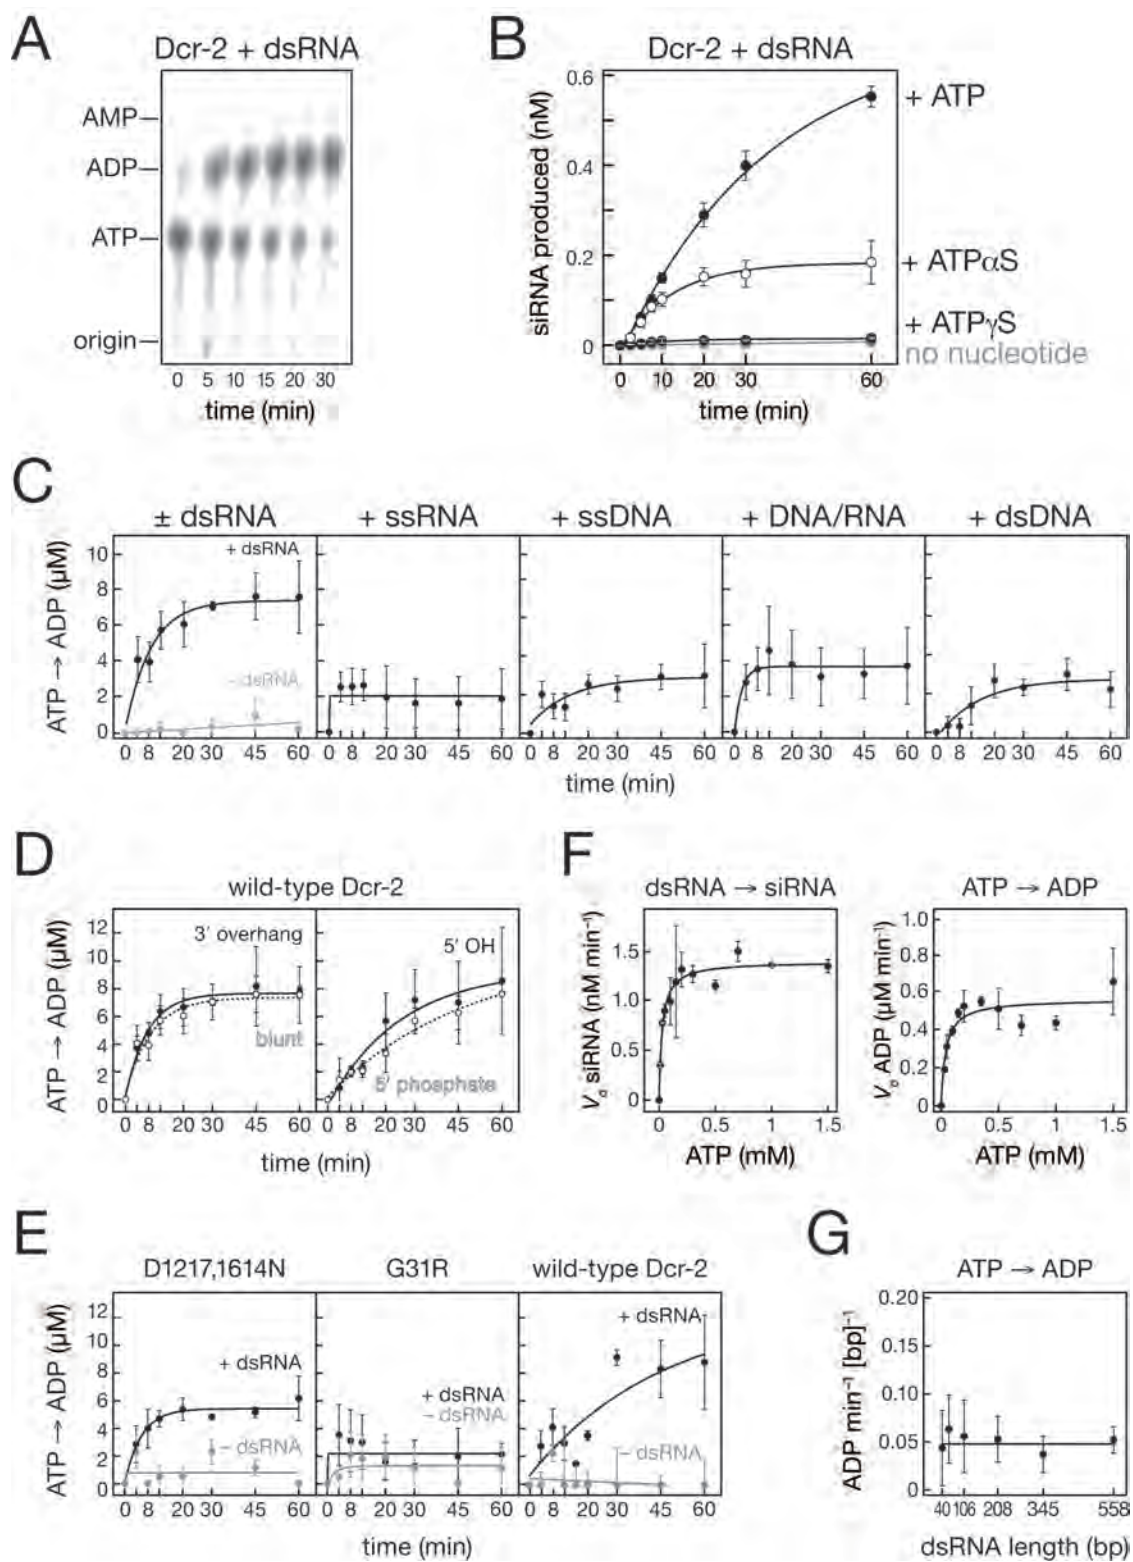 A
Dcr-2 + dsRNA
AMP
ADP
ATP
origin
0 5 10 15 20 30
time (min)
B
Dcr-2 + dsRNA
siRNA produced (nM)
0.6
0.4
0.2
0
0 10 20 30 60
time (min)
+ ATP
+ ATPαS
+ ATPγS
no nucleotide
C
± dsRNA
+ ssRNA
+ ssDNA
+ DNA/RNA
+ dsDNA
ATP → ADP (µM)
10
8
6
4
2
0
+ dsRNA
- dsRNA
0 8 20 30 45 60
0 8 20 30 45 60
0 8 20 30 45 60
0 8 20 30 45 60
0 8 20 30 45 60
time (min)
D
wild-type Dcr-2
ATP → ADP (µM)
12
10
8
6
4
2
0
3′ overhang
blunt
5′ OH
5′ phosphate
0 8 20 30 45 60
0 8 20 30 45 60
time (min)
F
dsRNA → siRNA
Vo siRNA (nM min⁻¹)
1.5
1.0
0.5
0
0 0.5 1 1.5
ATP (mM)
ATP → ADP
Vo ADP (µM min⁻¹)
1.0
0.8
0.6
0.4
0.2
0
0 0.5 1 1.5
ATP (mM)
E
D1217,1614N
G31R
wild-type Dcr-2
ATP → ADP (µM)
12
10
8
6
4
2
0
+ dsRNA
- dsRNA
+ dsRNA
- dsRNA
+ dsRNA
- dsRNA
0 8 20 30 45 60
0 8 20 30 45 60
0 8 20 30 45 60
time (min)
G
ATP → ADP
ADP min⁻¹ [bp]⁻¹
0.20
0.15
0.10
0.05
0
40 106 208 345 558
dsRNA length (bp)